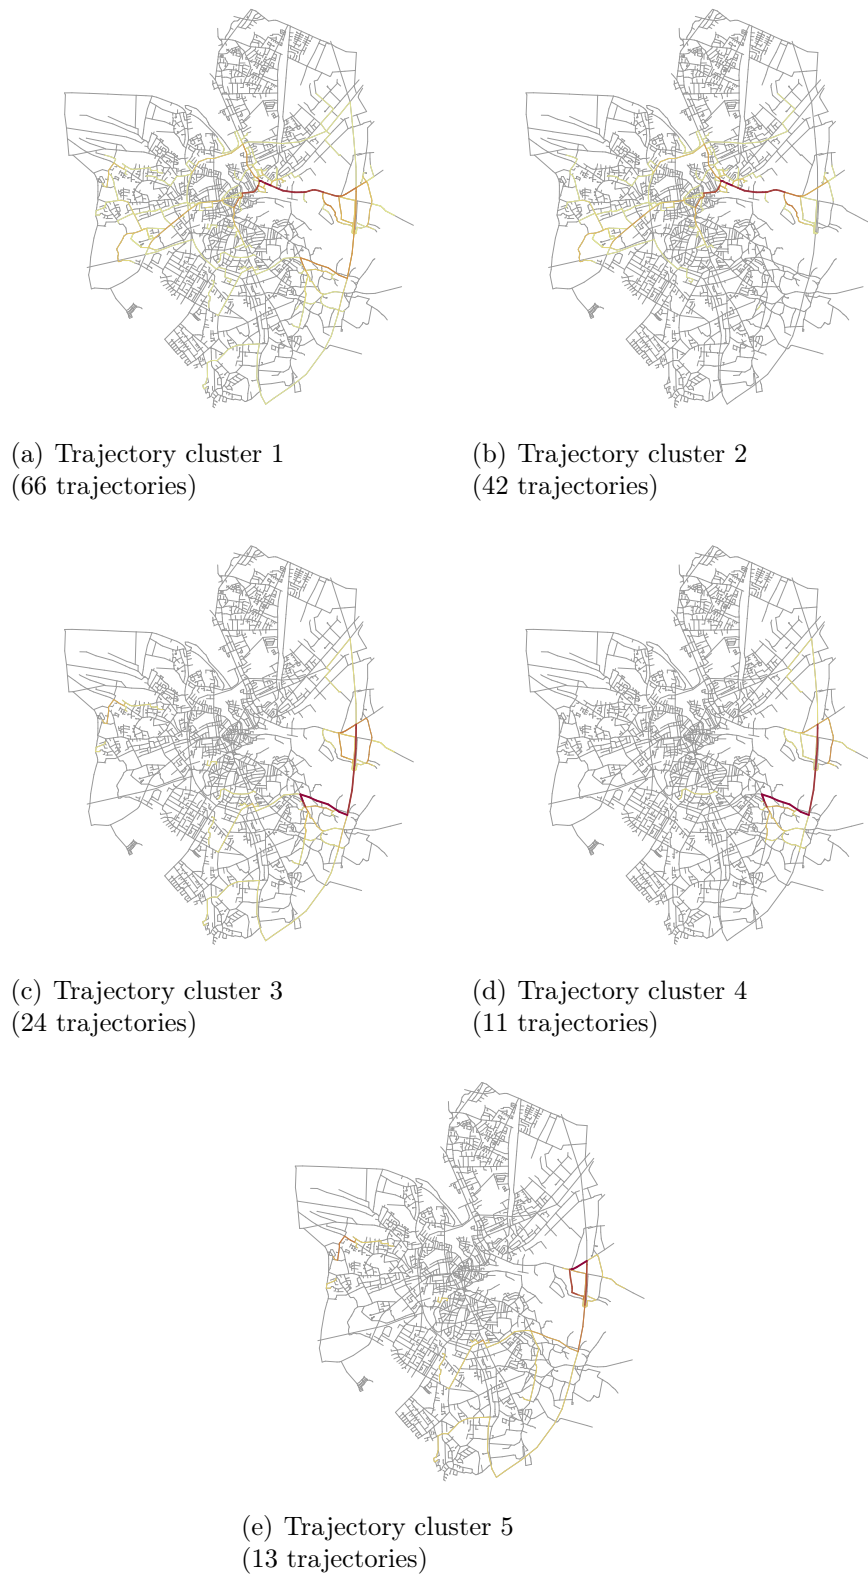 (a) Trajectory cluster 1
(66 trajectories)
(b) Trajectory cluster 2
(42 trajectories)
(c) Trajectory cluster 3
(24 trajectories)
(d) Trajectory cluster 4
(11 trajectories)
(e) Trajectory cluster 5
(13 trajectories)